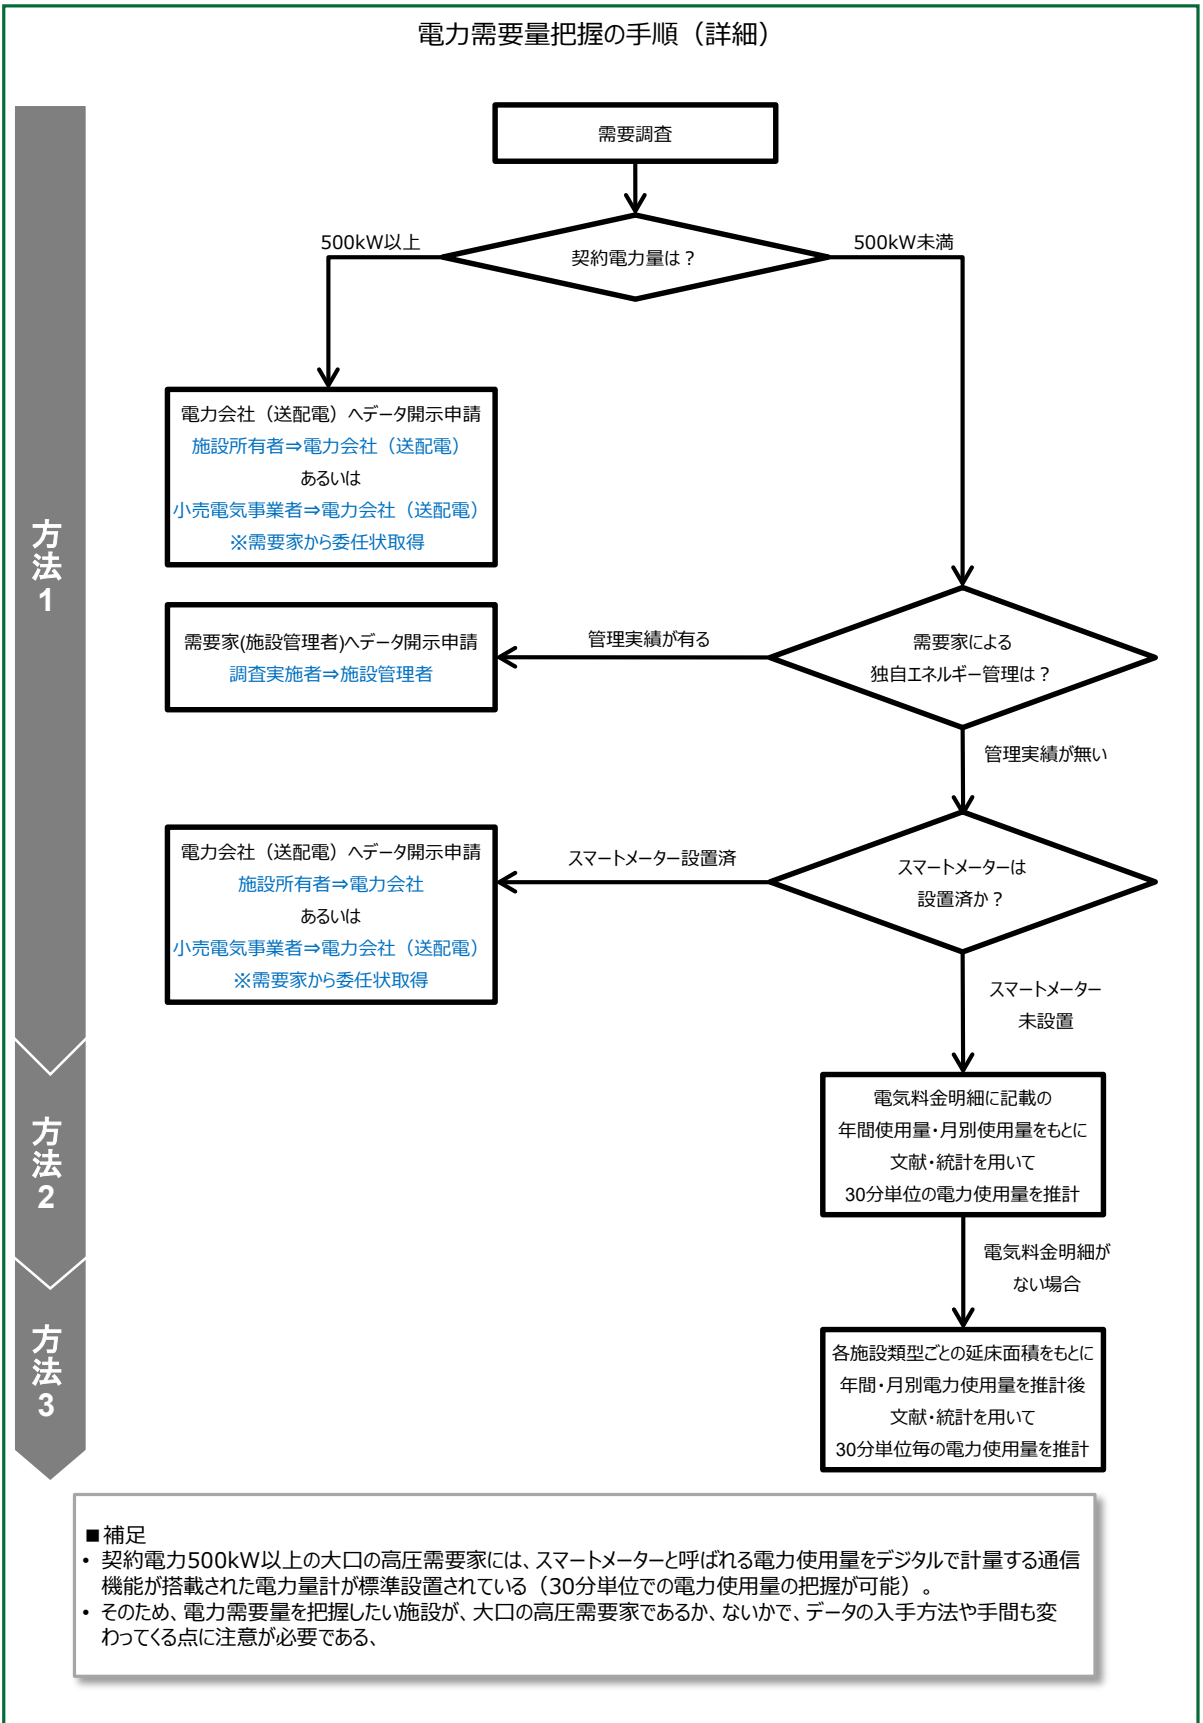 電力需要量把握の手順（詳細）
需要調査
契約電力量は？
500kW以上
500kW未満
電力会社（送配電）へデータ開示申請
施設所有者⇒電力会社（送配電）
あるいは
小売電気事業者⇒電力会社（送配電）
※需要家から委任状取得
需要家による
独自エネルギー管理は？
管理実績が有る
需要家(施設管理者)へデータ開示申請
調査実施者⇒施設管理者
管理実績が無い
スマートメーターは
設置済か？
スマートメーター設置済
電力会社（送配電）へデータ開示申請
施設所有者⇒電力会社
あるいは
小売電気事業者⇒電力会社（送配電）
※需要家から委任状取得
スマートメーター
未設置
電気料金明細に記載の
年間使用量・月別使用量をもとに
文献・統計を用いて
30分単位の電力使用量を推計
電気料金明細が
ない場合
各施設類型ごとの延床面積をもとに
年間・月別電力使用量を推計後
文献・統計を用いて
30分単位毎の電力使用量を推計
方法1
方法2
方法3
■補足
• 契約電力500kW以上の大口の高圧需要家には、スマートメーターと呼ばれる電力使用量をデジタルで計量する通信
機能が搭載された電力量計が標準設置されている（30分単位での電力使用量の把握が可能）。
• そのため、電力需要量を把握したい施設が、大口の高圧需要家であるか、ないかで、データの入手方法や手間も変
わってくる点に注意が必要である、